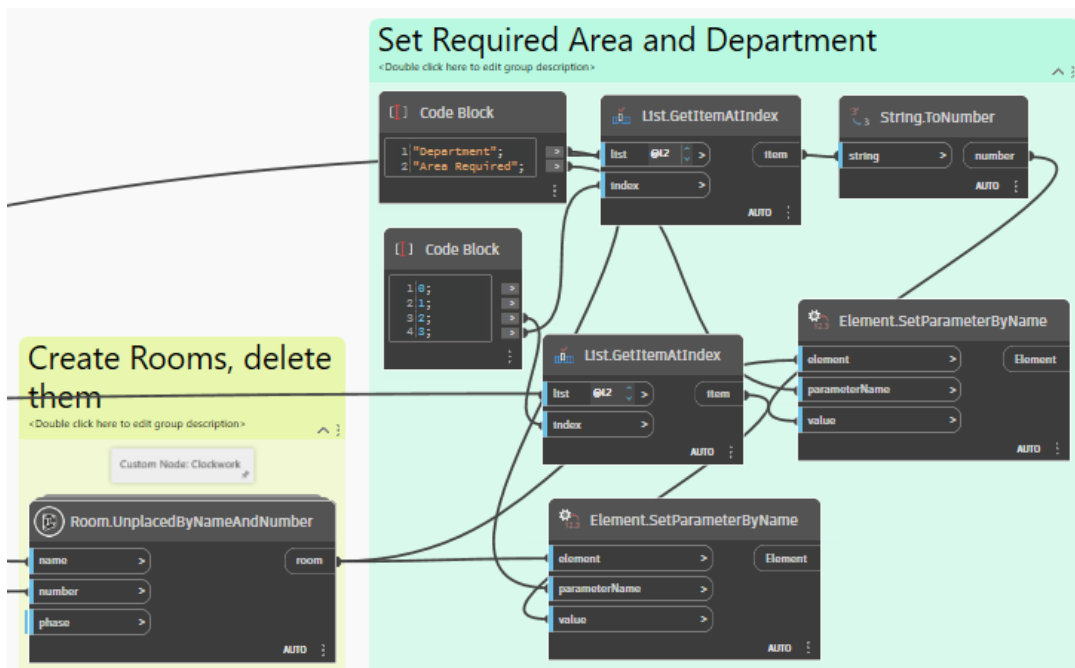 Set Required Area and Department
<Double click here to edit group description>
Code Block
1 "Department"; >
2 "Area Required"; >
List.GetItemAtIndex
list @L2 > item
index >
AUTO
String.ToNumber
string > number
AUTO
Code Block
1 0; >
2 1; >
3 2; >
4 3; >
Element.SetParameterByName
element > Element
parameterName >
value >
AUTO
List.GetItemAtIndex
list @L2 > item
index >
AUTO
Create Rooms, delete
them
<Double click here to edit group description>
Custom Node: Clockwork
Room.UnplacedByNameAndNumber
name > room
number >
phase >
AUTO
12.3 Element.SetParameterByName
element > Element
parameterName >
value >
AUTO